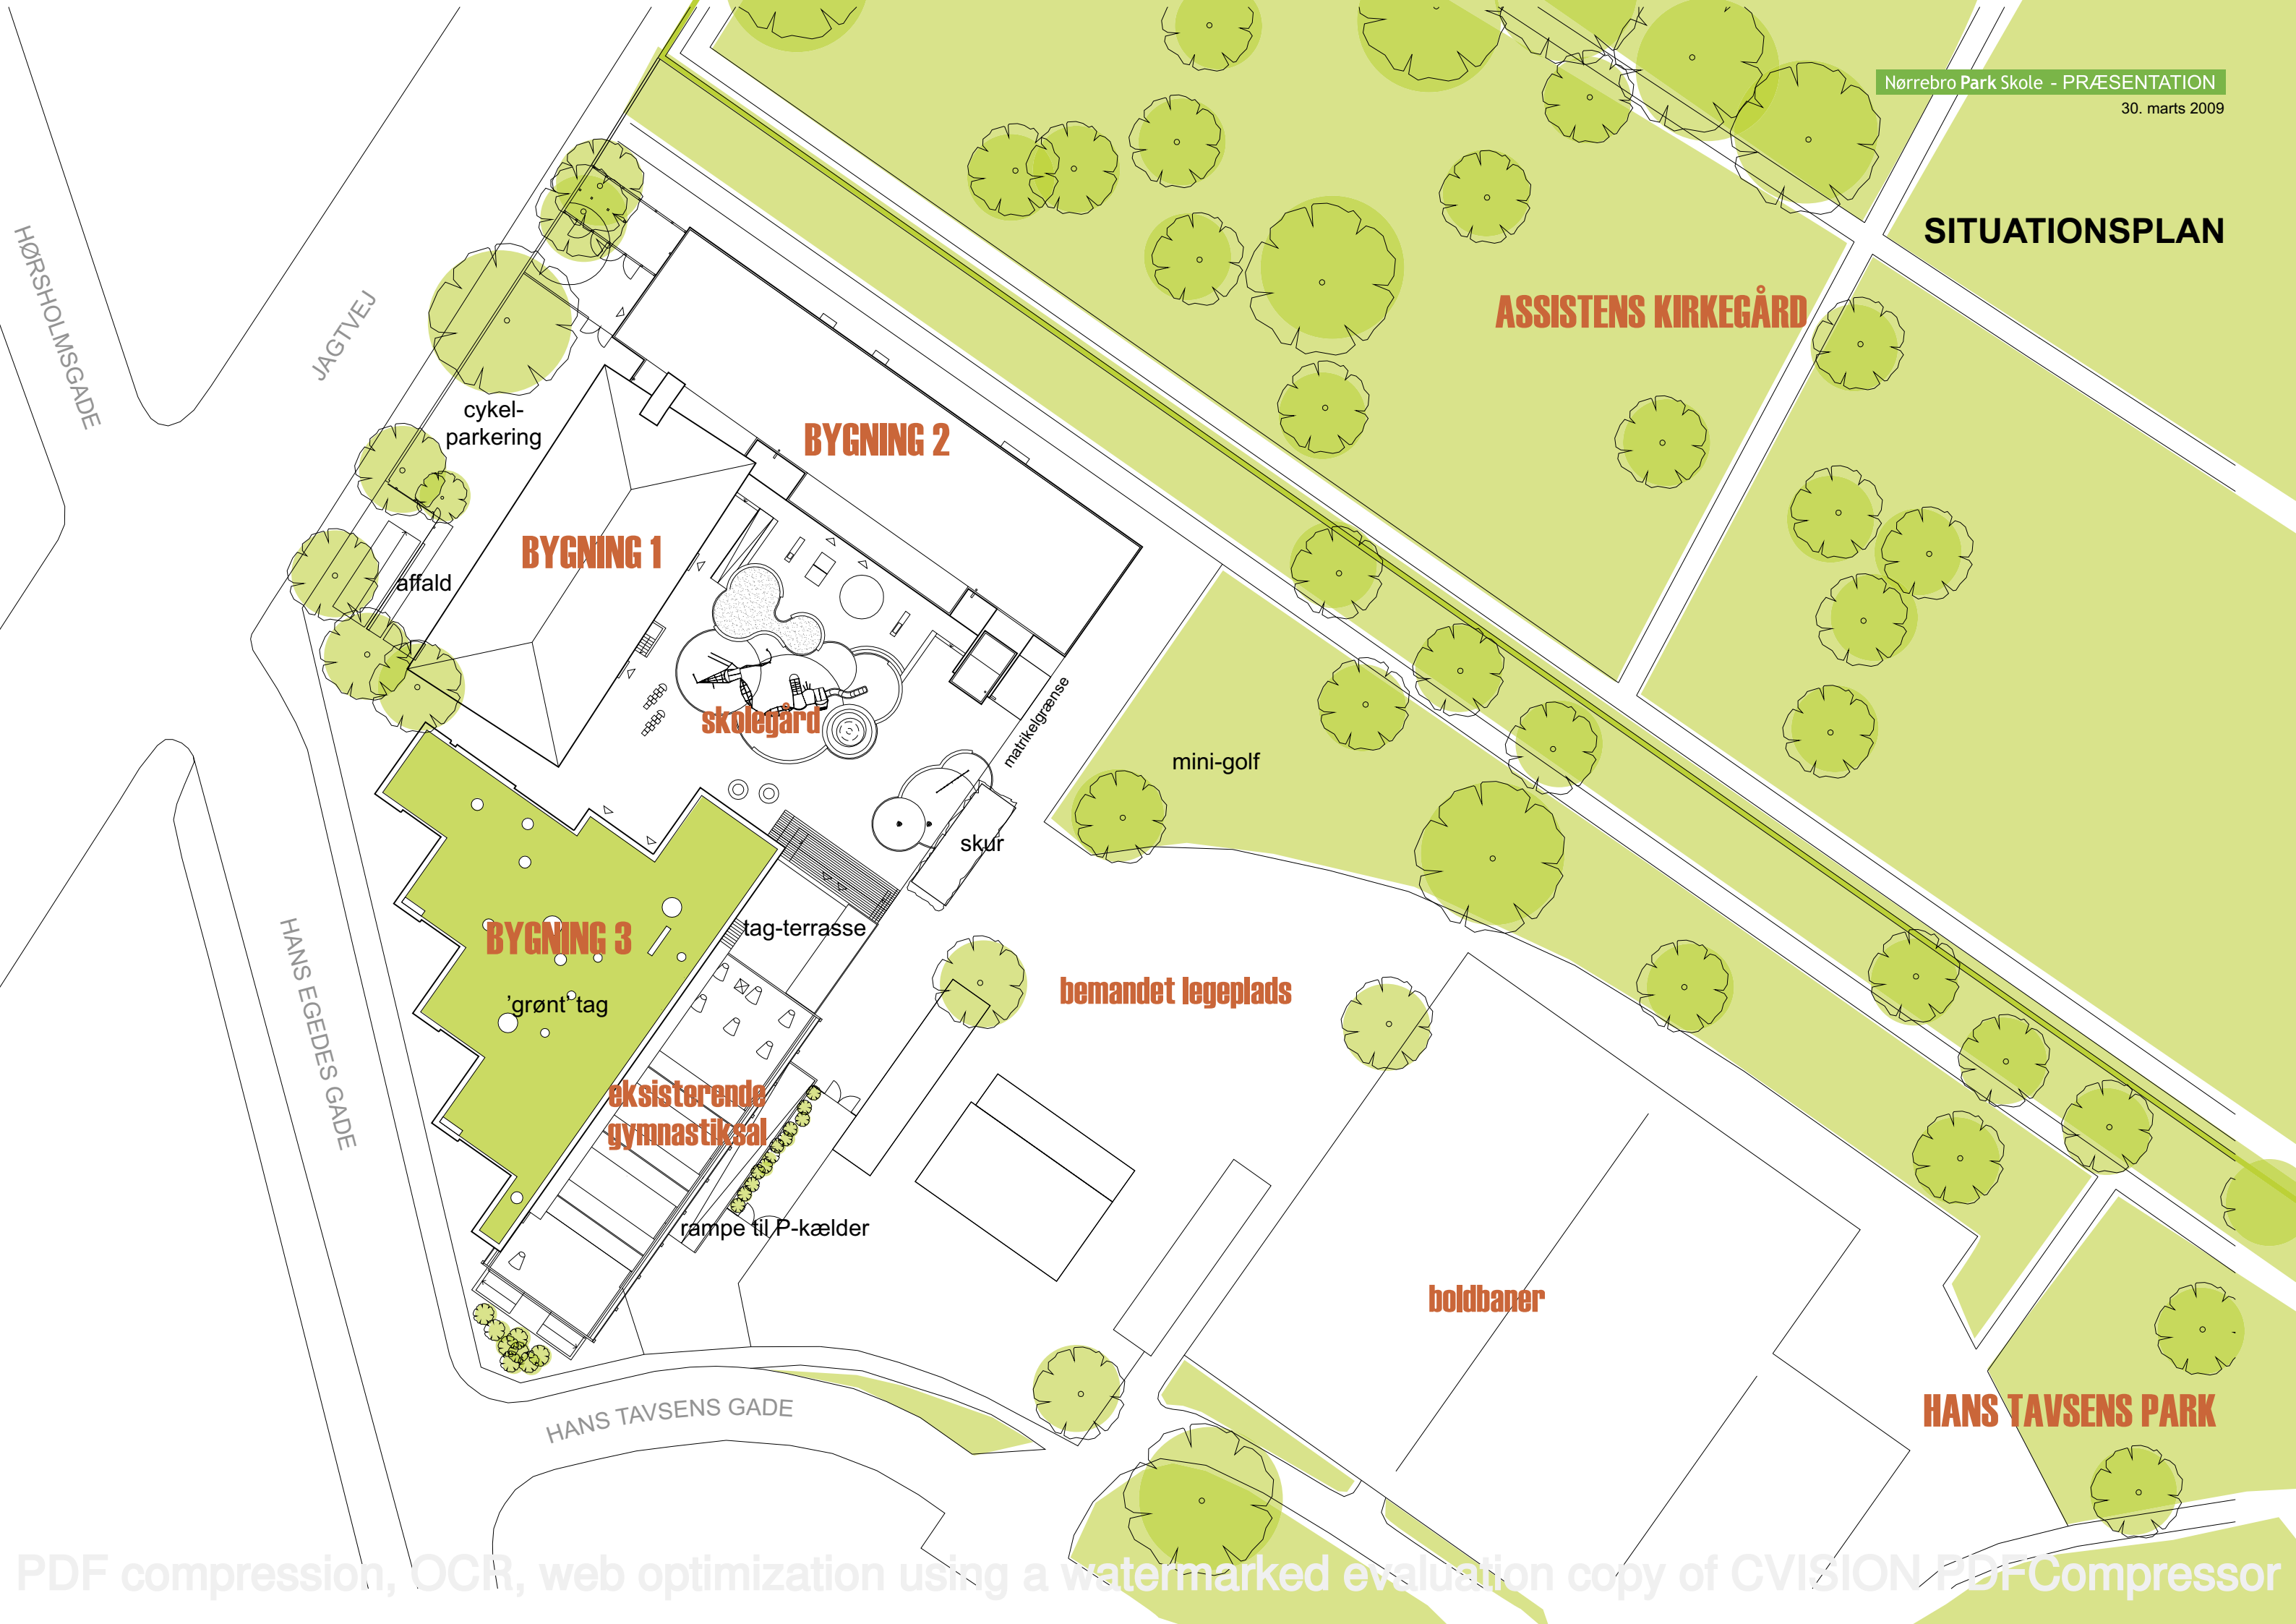 Nørrebro Park Skole - PRÆSENTATION
30. marts 2009
SITUATIONSPLAN
HØRSHOLMSGADE
JAGTVEJ
ASSISTENS KIRKEGÅRD
cykel-
parkering
BYGNING 2
BYGNING 1
affald
skolegård
matrikelgrænse
mini-golf
skur
BYGNING 3
tag-terrasse
'grønt' tag
bemandet legeplads
HANS EGEDES GADE
eksisterende
gymnastiksal
rampe til P-kælder
boldbaner
HANS TAVSENS GADE
HANS TAVSENS PARK
PDF compression, OCR, web optimization using a watermarked evaluation copy of CVISION PDFCompressor